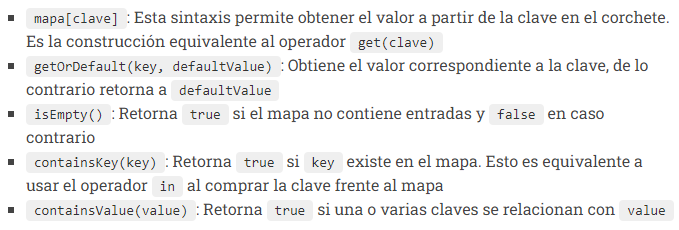 mapa[clave] : Esta sintaxis permite obtener el valor a partir de la clave en el corchete.
Es la construcción equivalente al operador get(clave)
getOrDefault(key, defaultValue) : Obtiene el valor correspondiente a la clave, de lo
contrario retorna a defaultValue
isEmpty() : Retorna true si el mapa no contiene entradas y false en caso
contrario
containsKey(key) : Retorna true si key existe en el mapa. Esto es equivalente a
usar el operador in al comprar la clave frente al mapa
containsValue(value) : Retorna true si una o varias claves se relacionan con value